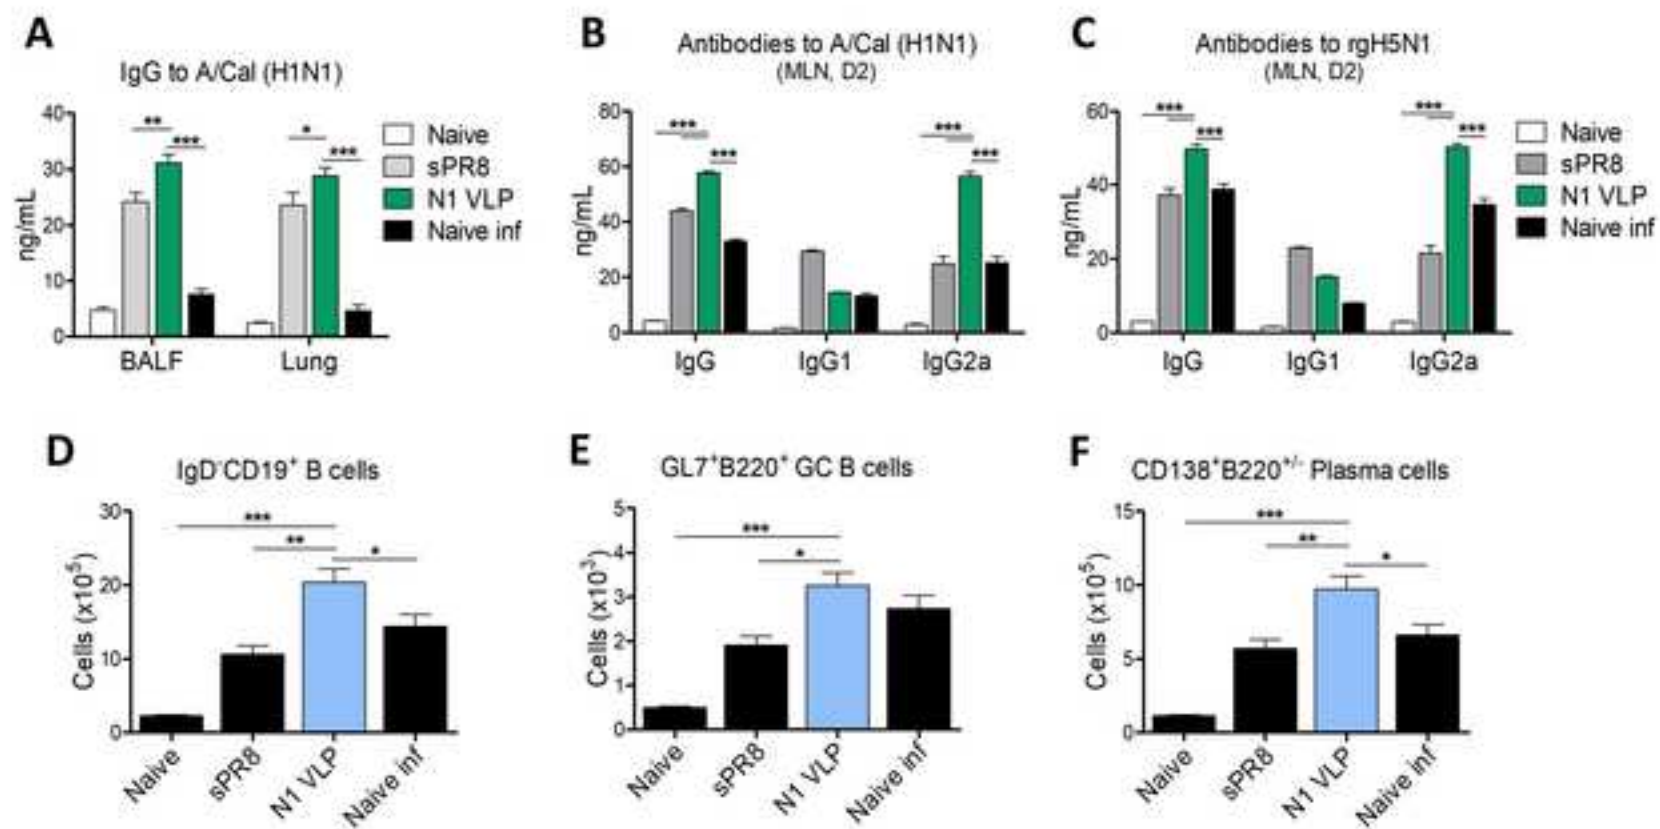 A
IgG to A/Cal (H1N1)
ng/mL
40
30
20
10
0
**
***
*
***
BALF
Lung
Naive
sPR8
N1 VLP
Naive inf
B
Antibodies to A/Cal (H1N1)
(MLN, D2)
ng/mL
80
60
40
20
0
***
***
***
***
IgG
IgG1
IgG2a
C
Antibodies to rgH5N1
(MLN, D2)
ng/mL
60
40
20
0
***
***
***
***
IgG
IgG1
IgG2a
Naive
sPR8
N1 VLP
Naive inf
D
IgD-CD19+ B cells
Cells (x10⁵)
30
20
10
0
***
**
*
Naive
sPR8
N1 VLP
Naive inf
E
GL7+B220+ GC B cells
Cells (x10³)
5
4
3
2
1
0
***
*
Naive
sPR8
N1 VLP
Naive inf
F
CD138+B220+/- Plasma cells
Cells (x10⁵)
15
10
5
0
***
**
*
Naive
sPR8
N1 VLP
Naive inf